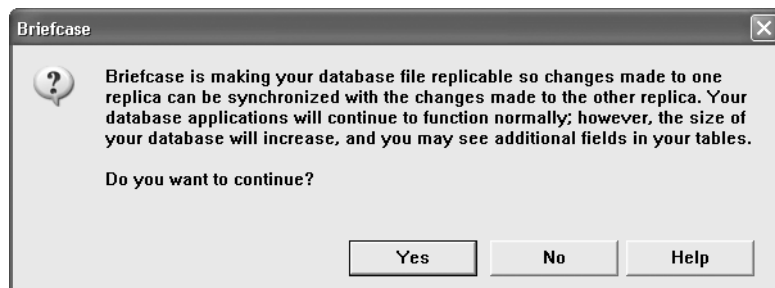 Briefcase
Briefcase is making your database file replicable so changes made to one
replica can be synchronized with the changes made to the other replica. Your
database applications will continue to function normally; however, the size of
your database will increase, and you may see additional fields in your tables.
Do you want to continue?
Yes No Help